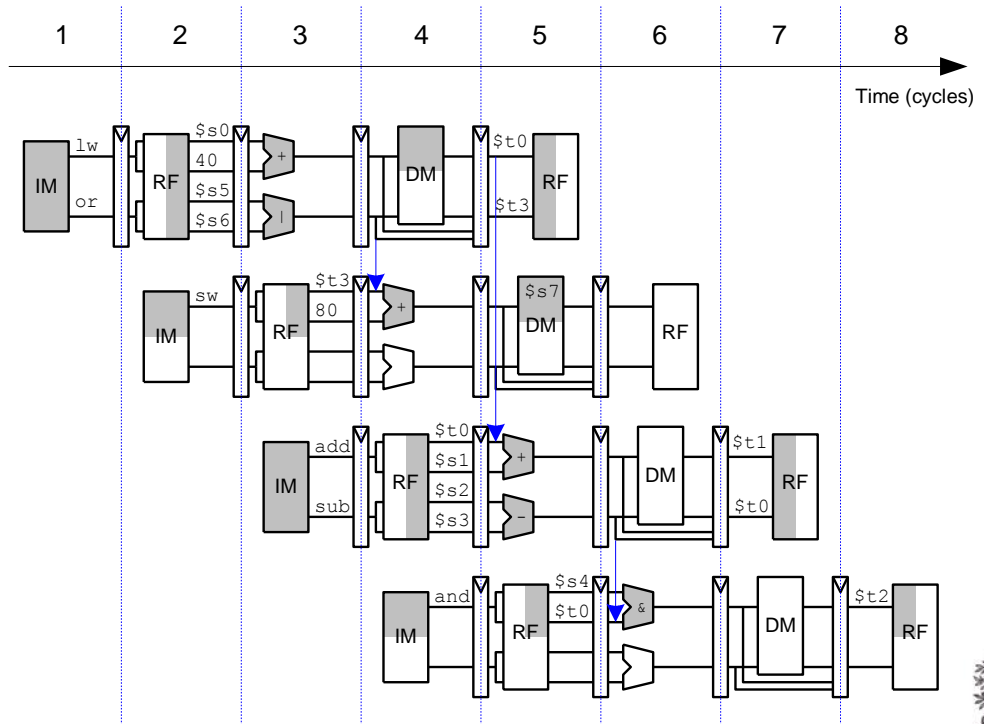 1 2 3 4 5 6 7 8
Time (cycles)
lw
or
IM
RF
$s0
40
$s5
$s6
+
|
DM
$t0
$t3
RF
sw
IM
RF
$t3
80
+
$s7
DM
RF
add
sub
IM
RF
$t0
$s1
$s2
$s3
+
-
DM
$t1
$t0
RF
and
IM
RF
$s4
$t0
&
DM
$t2
RF